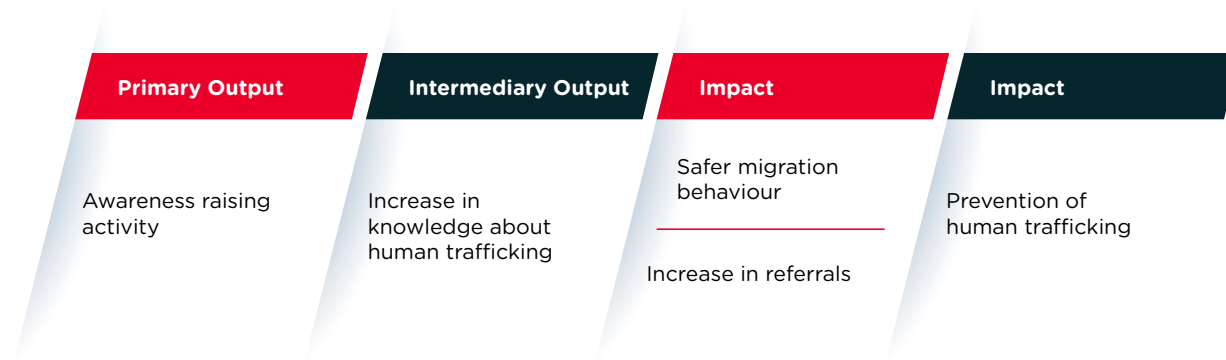 Primary Output
Intermediary Output
Impact
Impact
Awareness raising
activity
Increase in
knowledge about
human trafficking
Safer migration
behaviour
Increase in referrals
Prevention of
human trafficking